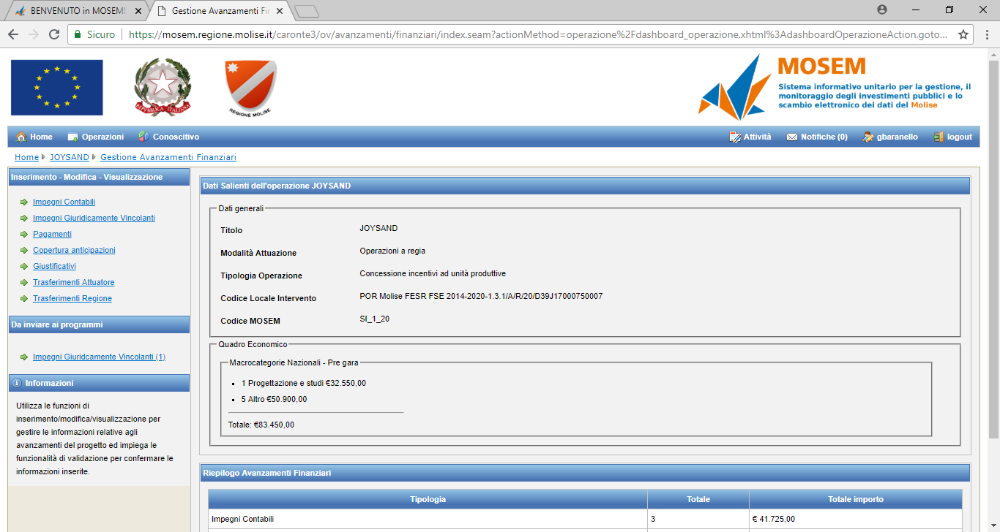 BENVENUTO in MOSEM!
Gestione Avanzamenti Fi
Sicuro
https://mosem.regione.molise.it/caronte3/ov/avanzamenti/finanziari/index.seam?actionMethod=operazione%2Fdashboard_operazione.xhtml%3AdashboardOperazioneAction.goto...
REPVBBLICA ITALIANA
REGIONE MOLISE
MOSEM
Sistema informativo unitario per la gestione, il
monitoraggio degli investimenti pubblici e lo
scambio elettronico dei dati del Molise
Home Operazioni Conoscitivo Attività Notifiche (0) gbaranello logout
Home JOYSAND Gestione Avanzamenti Finanziari
Inserimento - Modifica - Visualizzazione
Impegni Contabili
Impegni Giuridicamente Vincolanti
Pagamenti
Copertura anticipazioni
Giustificativi
Trasferimenti Attuatore
Trasferimenti Regione
Da inviare ai programmi
Impegni Giuridcamente Vincolanti (1)
Informazioni
Utilizza le funzioni di
inserimento/modifica/visualizzazione per
gestire le informazioni relative agli
avanzamenti del progetto ed impiega le
funzionalità di validazione per confermare le
informazioni inserite.
Dati Salienti dell'operazione JOYSAND
Dati generali
Titolo JOYSAND
Modalità Attuazione Operazioni a regia
Tipologia Operazione Concessione incentivi ad unità produttive
Codice Locale Intervento POR Molise FESR FSE 2014-2020-1.3.1/A/R/20/D39J17000750007
Codice MOSEM SI_1_20
Quadro Economico
Macrocategorie Nazionali - Pre gara
1 Progettazione e studi €32.550,00
5 Altro €50.900,00
Totale: €83.450,00
Riepilogo Avanzamenti Finanziari
Tipologia Totale Totale importo
Impegni Contabili 3 € 41.725,00